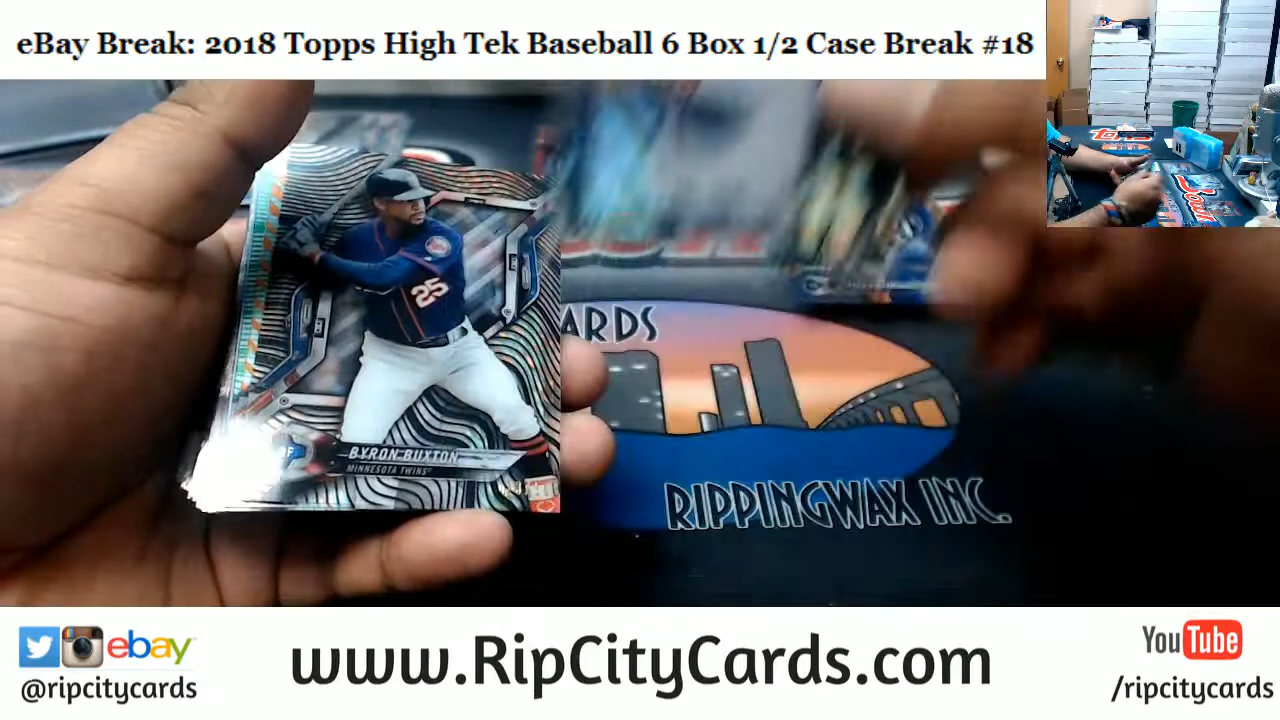 eBay Break: 2018 Topps High Tek Baseball 6 Box 1/2 Case Break #18
25
BYRON BUXTON
MINNESOTA TWINS
ARDS
RIPPINGWAX INC.
ebay
@ripcitycards
www.RipCityCards.com
YouTube
/ripcitycards